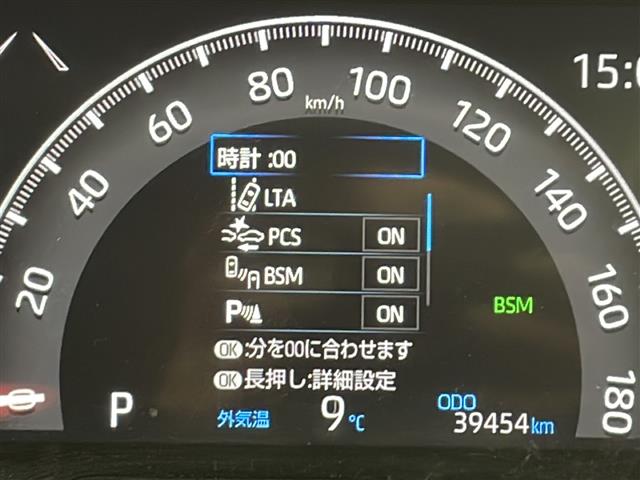 80
100
15:0
km/h
60
120
時計 :00
40
140
LTA
PCS ON
20
BSM ON
160
P ON
BSM
OK :分を00に合わせます
OK 長押し:詳細設定
0
P
外気温 9℃
ODO
39454 km
180